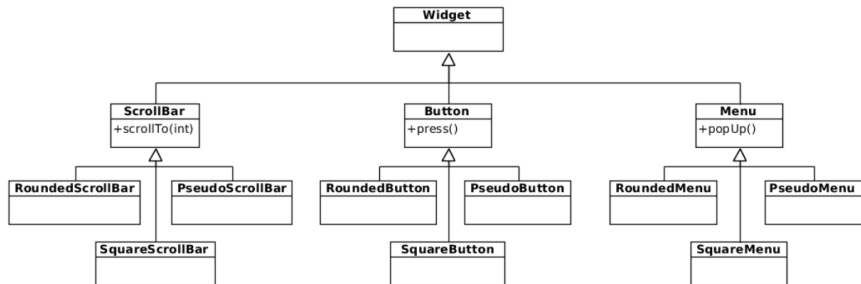 Widget
ScrollBar
+scrollTo(int)
Button
+press()
Menu
+popUp()
RoundedScrollBar
PseudoScrollBar
RoundedButton
PseudoButton
RoundedMenu
PseudoMenu
SquareScrollBar
SquareButton
SquareMenu